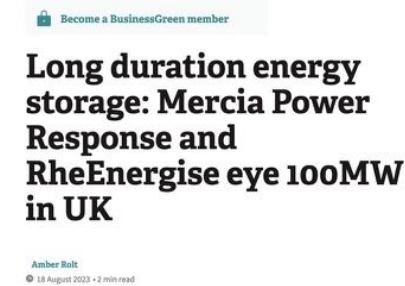 Become a BusinessGreen member
Long duration energy
storage: Mercia Power
Response and
RheEnergise eye 100MW
in UK
Amber Rolt
18 August 2023 • 2 min read